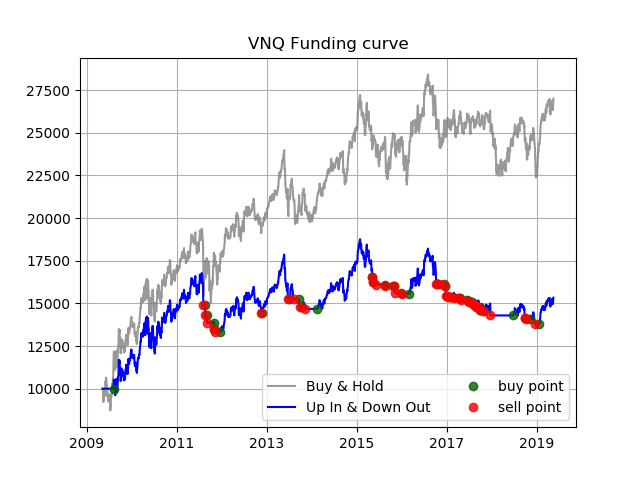 VNQ Funding curve
27500
25000
22500
20000
17500
15000
12500
10000
Buy & Hold
Up In & Down Out
buy point
sell point
2009 2011 2013 2015 2017 2019